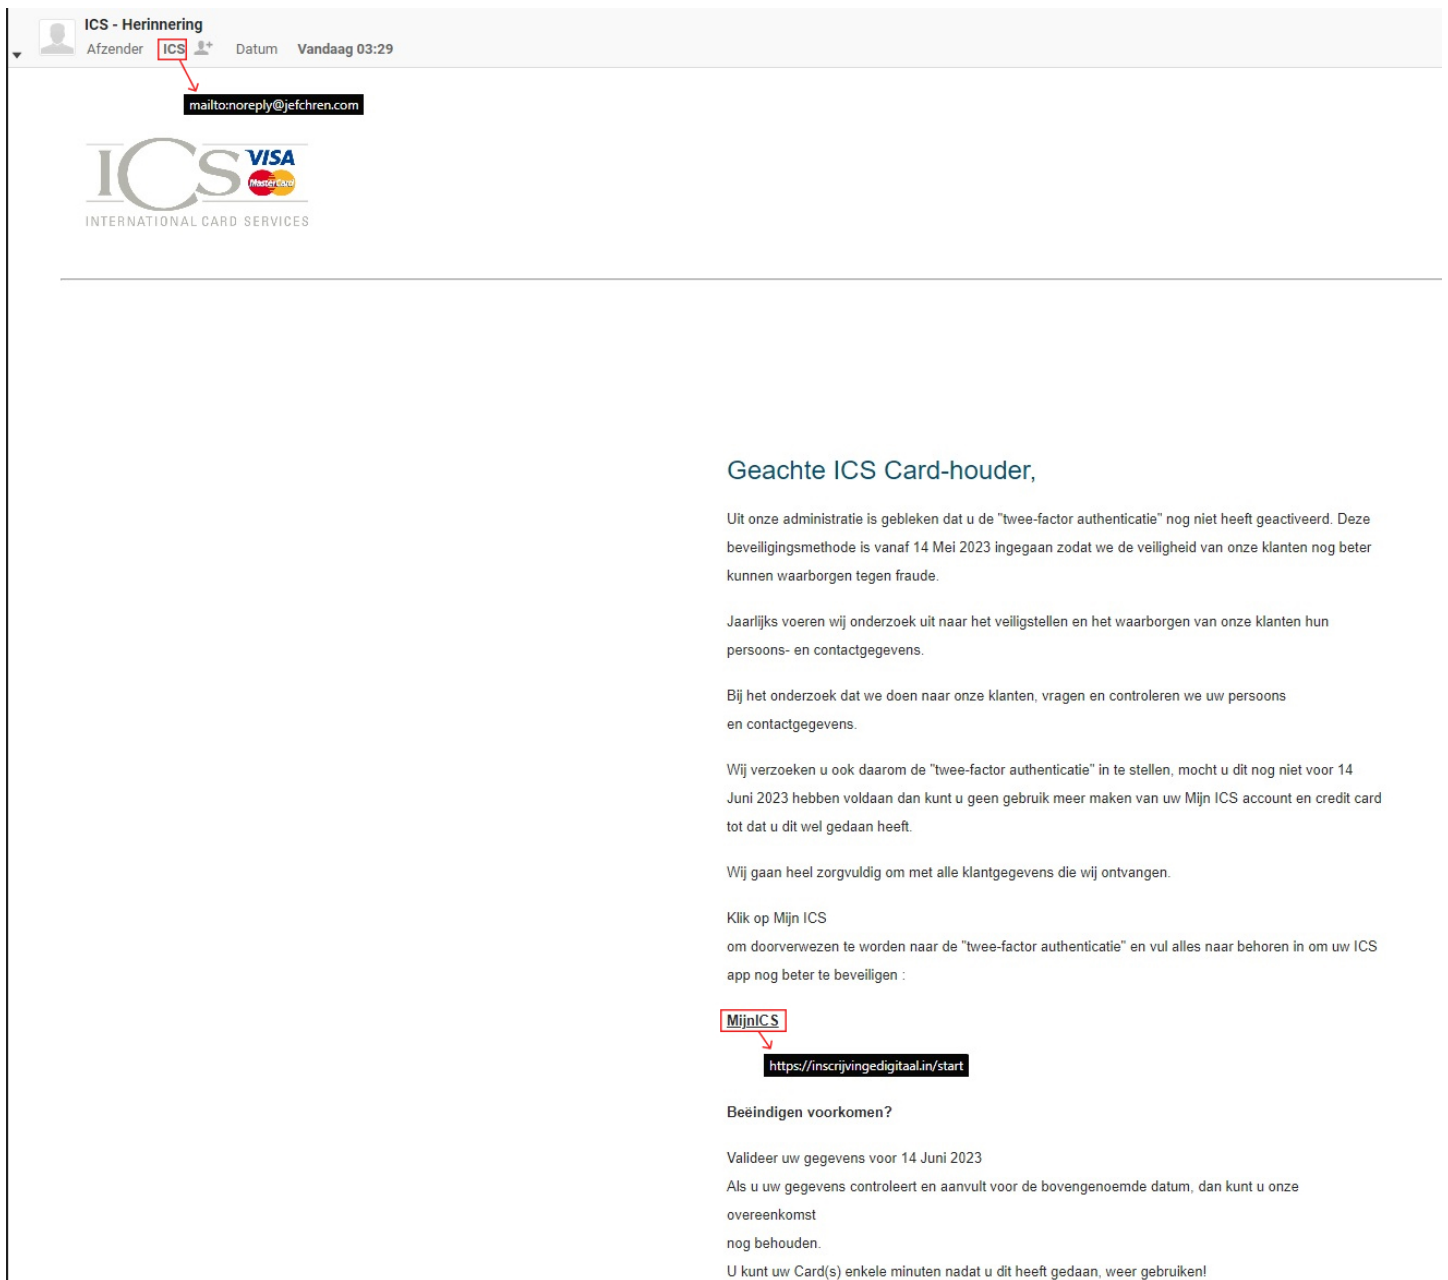 ICS - Herinnering
Afzender ICS Datum Vandaag 03:29
mailto:noreply@jefchren.com
ICS VISA
MasterCard
INTERNATIONAL CARD SERVICES
Geachte ICS Card-houder,
Uit onze administratie is gebleken dat u de "twee-factor authenticatie" nog niet heeft geactiveerd. Deze
beveiligingsmethode is vanaf 14 Mei 2023 ingegaan zodat we de veiligheid van onze klanten nog beter
kunnen waarborgen tegen fraude.
Jaarlijks voeren wij onderzoek uit naar het veiligstellen en het waarborgen van onze klanten hun
persoons- en contactgegevens.
Bij het onderzoek dat we doen naar onze klanten, vragen en controleren we uw persoons
en contactgegevens.
Wij verzoeken u ook daarom de "twee-factor authenticatie" in te stellen, mocht u dit nog niet voor 14
Juni 2023 hebben voldaan dan kunt u geen gebruik meer maken van uw Mijn ICS account en credit card
tot dat u dit wel gedaan heeft.
Wij gaan heel zorgvuldig om met alle klantgegevens die wij ontvangen.
Klik op Mijn ICS
om doorverwezen te worden naar de "twee-factor authenticatie" en vul alles naar behoren in om uw ICS
app nog beter te beveiligen :
MijnICS
https://inscrijvingedigitaal.in/start
Beëindigen voorkomen?
Valideer uw gegevens voor 14 Juni 2023
Als u uw gegevens controleert en aanvult voor de bovengenoemde datum, dan kunt u onze
overeenkomst
nog behouden.
U kunt uw Card(s) enkele minuten nadat u dit heeft gedaan, weer gebruiken!